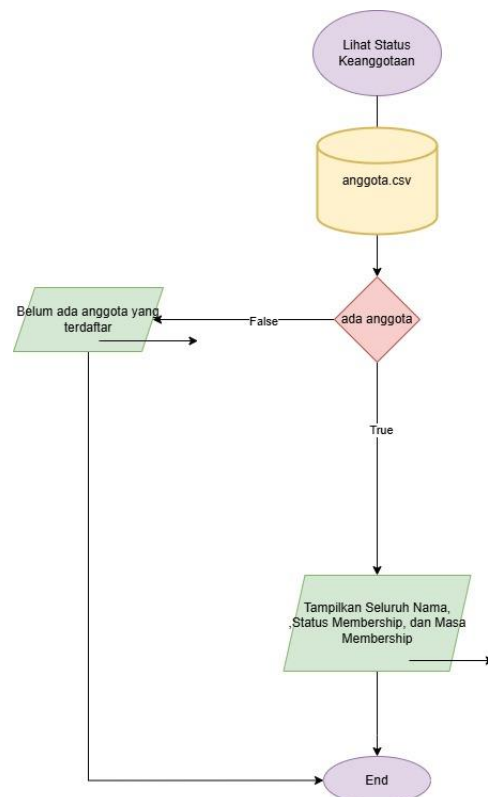 Lihat Status
Keanggotaan
anggota.csv
Belum ada anggota yang
terdaftar
False
ada anggota
True
Tampilkan Seluruh Nama,
,Status Membership, dan Masa
Membership
End